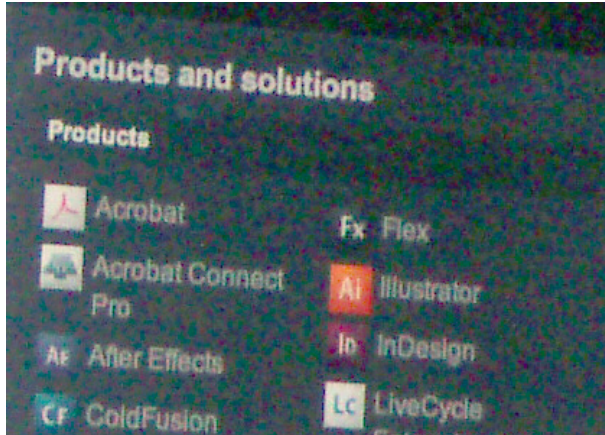 Products and solutions
Products
Acrobat
Acrobat Connect
Pro
AE After Effects
CF ColdFusion
Fx Flex
Ai Illustrator
In InDesign
LC LiveCycle